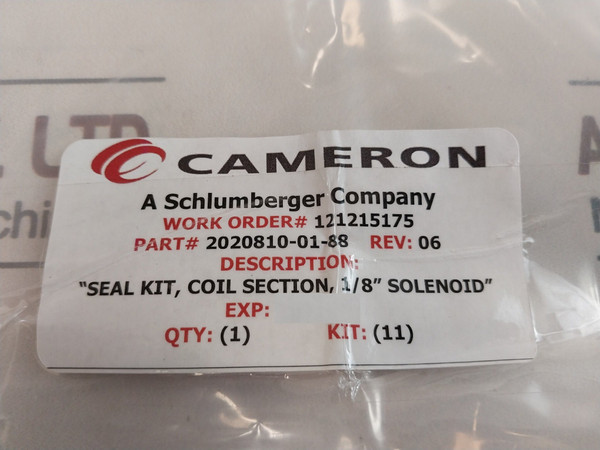 CAMERON
A Schlumberger Company
WORK ORDER# 121215175
PART# 2020810-01-88 REV: 06
DESCRIPTION:
"SEAL KIT, COIL SECTION, 1/8" SOLENOID"
EXP:
QTY: (1) KIT: (11)
LTD